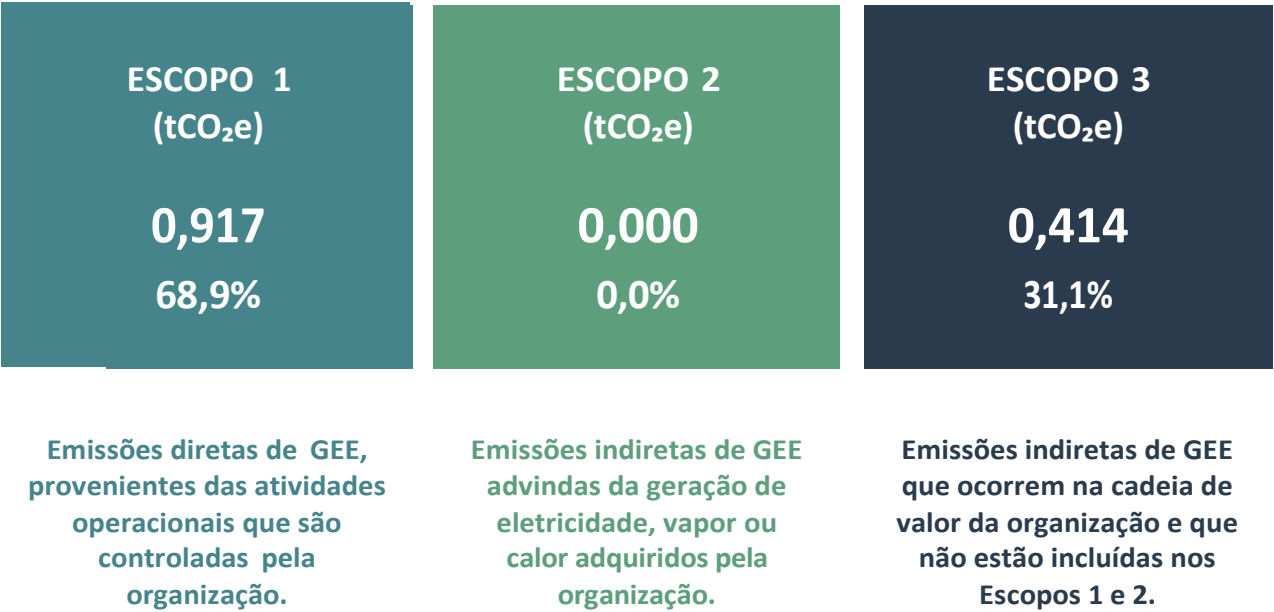 ESCOPO 1
(tCO₂e)
0,917
68,9%
ESCOPO 2
(tCO₂e)
0,000
0,0%
ESCOPO 3
(tCO₂e)
0,414
31,1%
Emissões diretas de GEE,
provenientes das atividades
operacionais que são
controladas pela
organização.
Emissões indiretas de GEE
advindas da geração de
eletricidade, vapor ou
calor adquiridos pela
organização.
Emissões indiretas de GEE
que ocorrem na cadeia de
valor da organização e que
não estão incluídas nos
Escopos 1 e 2.